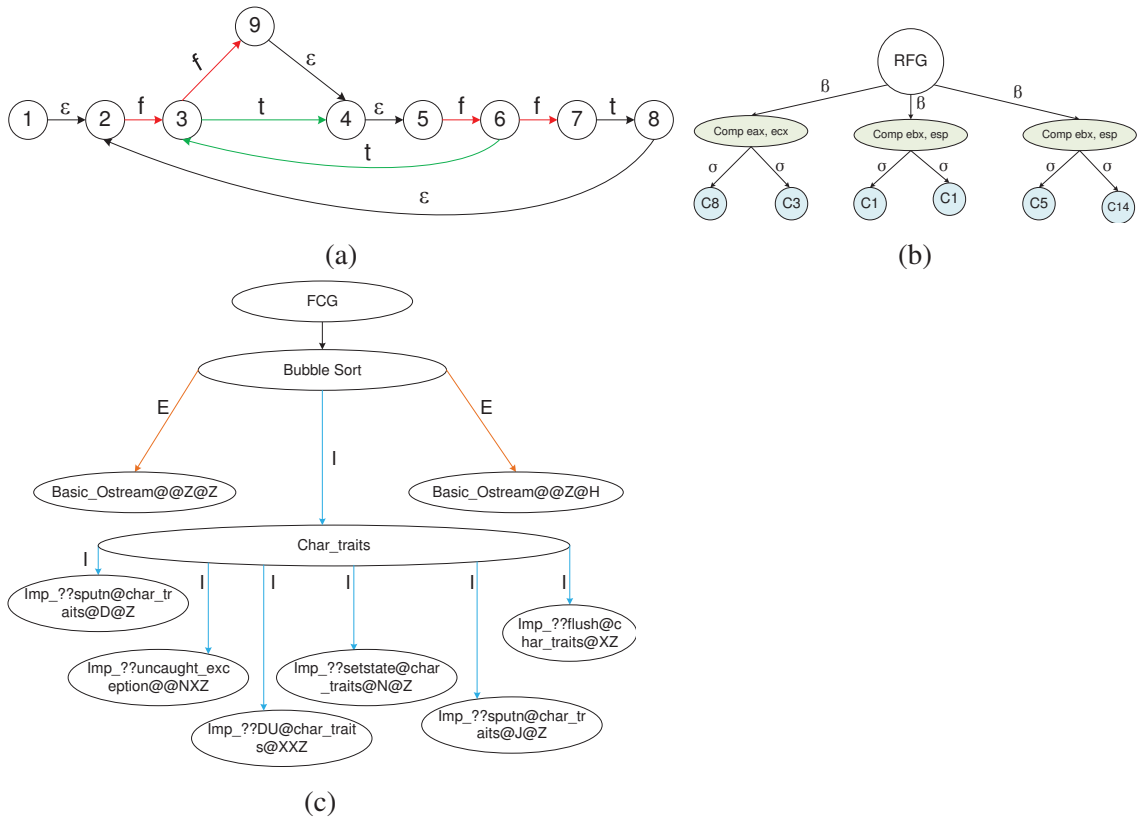 9
f
ε
1
ε
2
f
3
t
4
ε
5
f
6
f
7
t
8
t
ε
(a)
RFG
β
β
β
Comp eax, ecx
Comp ebx, esp
Comp ebx, esp
σ
σ
σ
σ
σ
σ
C8
C3
C1
C1
C5
C14
(b)
FCG
Bubble Sort
E
I
E
Basic_Ostream@@Z@Z
Basic_Ostream@@Z@H
Char_traits
I
I
I
I
I
I
Imp_??sputn@char_tr
aits@D@Z
Imp_??flush@c
har_traits@XZ
Imp_??uncaught_exc
eption@@NXZ
Imp_??setstate@char
_traits@N@Z
Imp_??DU@char_trait
s@XXZ
Imp_??sputn@char_tr
aits@J@Z
(c)